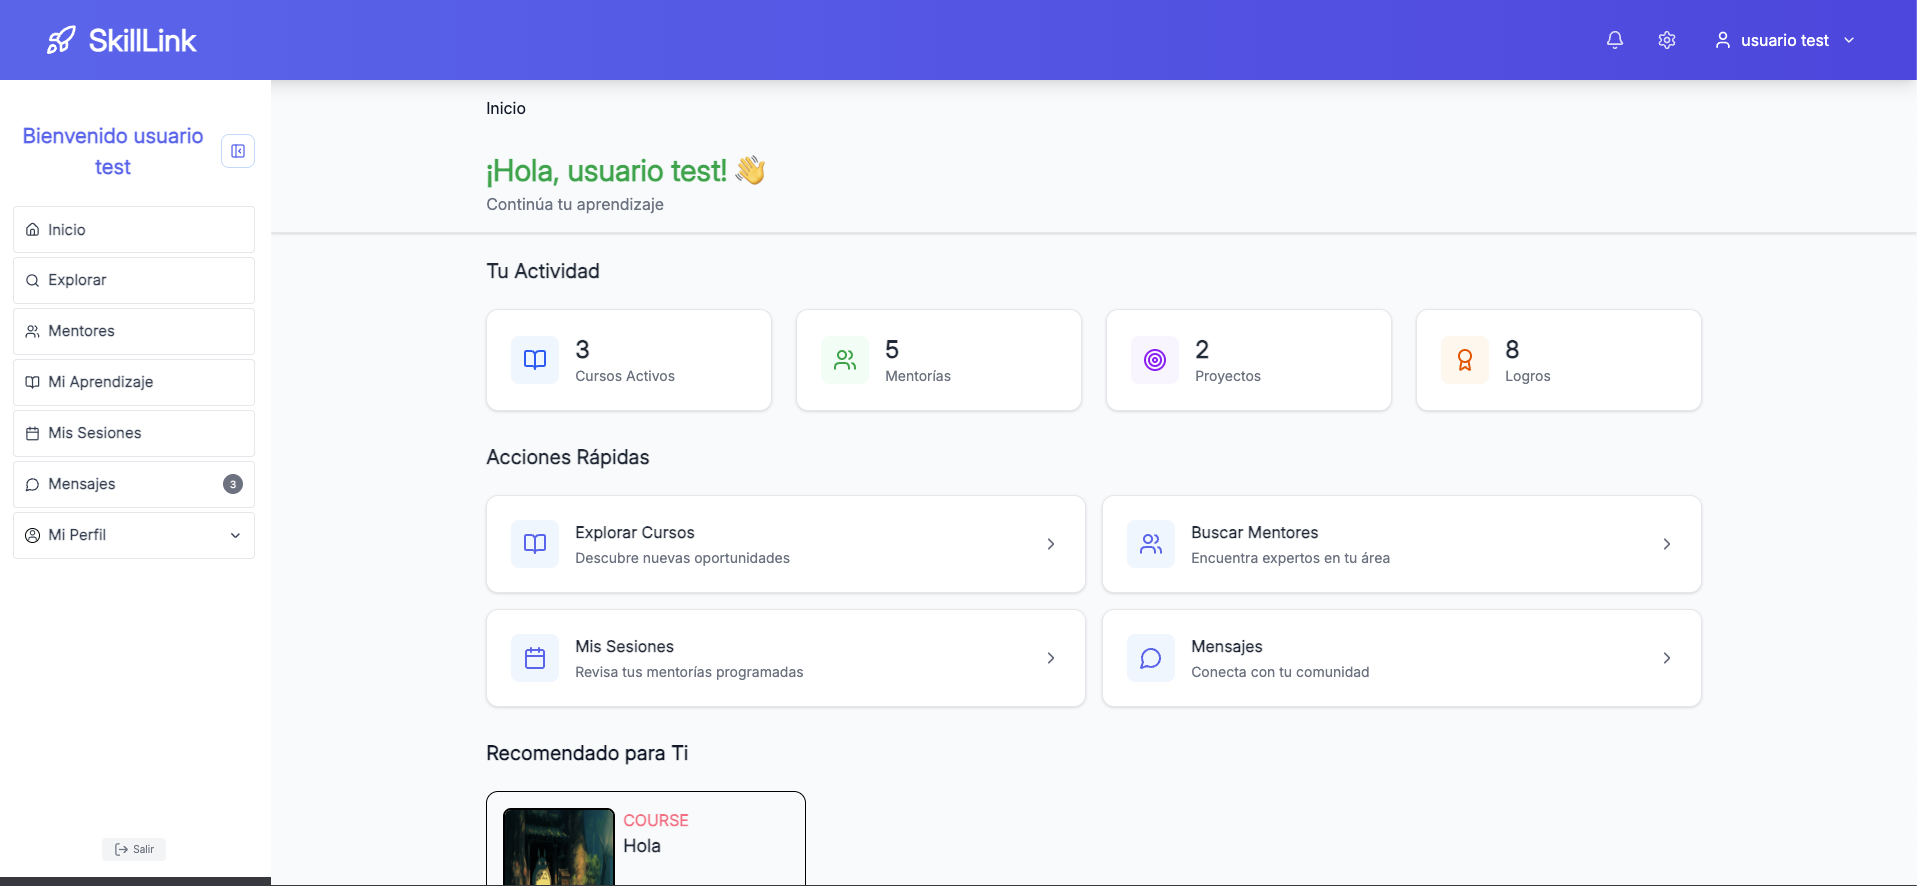 SkillLink
usuario test
Bienvenido usuario
test
Inicio
Explorar
Mentores
Mi Aprendizaje
Mis Sesiones
Mensajes
3
Mi Perfil
Salir
Inicio
¡Hola, usuario test! 👋
Continúa tu aprendizaje
Tu Actividad
3
Cursos Activos
5
Mentorías
2
Proyectos
8
Logros
Acciones Rápidas
Explorar Cursos
Descubre nuevas oportunidades
Buscar Mentores
Encuentra expertos en tu área
Mis Sesiones
Revisa tus mentorías programadas
Mensajes
Conecta con tu comunidad
Recomendado para Ti
COURSE
Hola